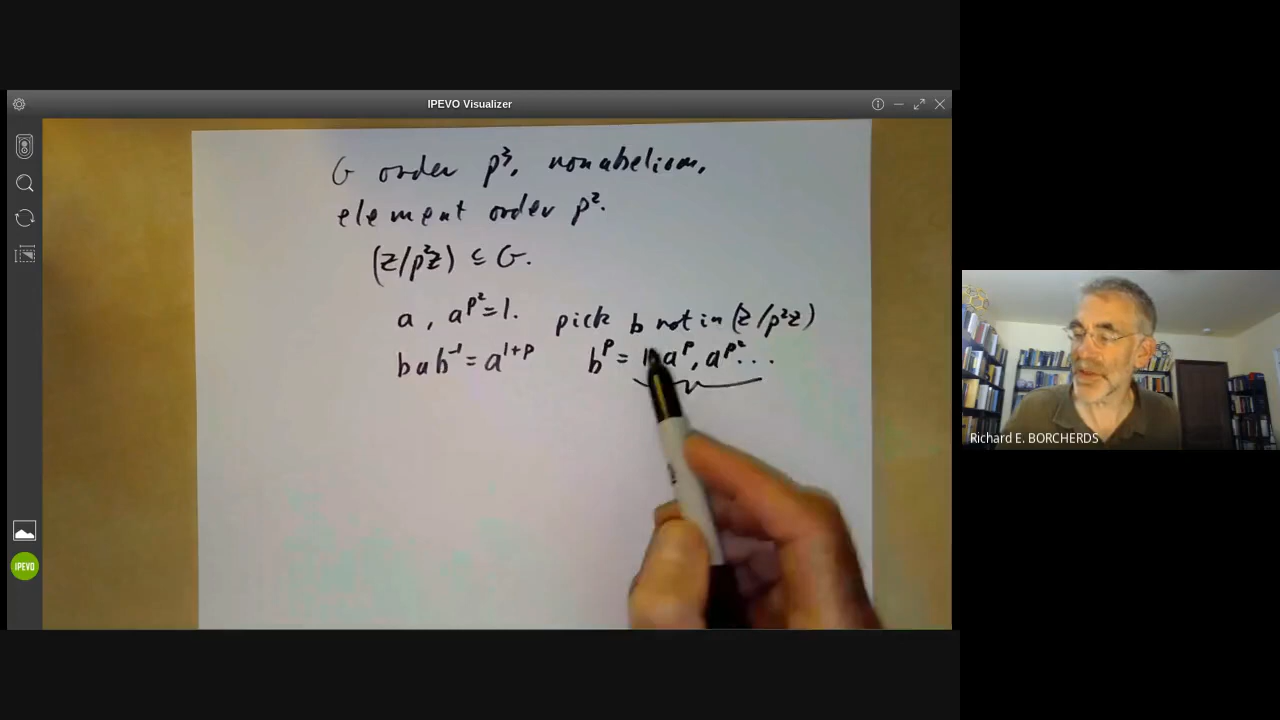 IPEVO Visualizer
G order p³, nonabelian,
element order p².
(Z/p²Z) ⊆ G.
a, a^{p²}=1. pick b not in (Z/p²Z)
bab⁻¹=a^{1+p} b^p = 1, a^p, a^{p²}...
Richard E. BORCHERDS
IPEVO